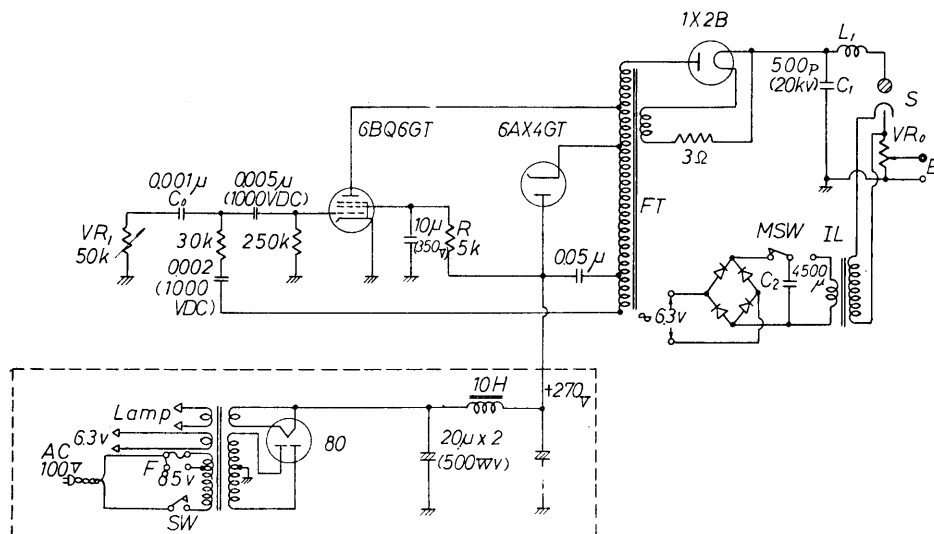 1X2B
L₁
500P
(20kv)
C₁
S
VR₀
E
6BQ6GT
6AX4GT
3Ω
FT
0.001μ
C₀
0.005μ
(1000VDC)
VR₁
50k
30k
250k
10μ
(350v)
R
5k
0.05μ
MSW
IL
C₂
4500
μ
0.002
(1000
VDC)
∿6.3v
10H
+270v
Lamp
6.3v
AC
100v
F
85v
SW
80
20μx2
(500wv)